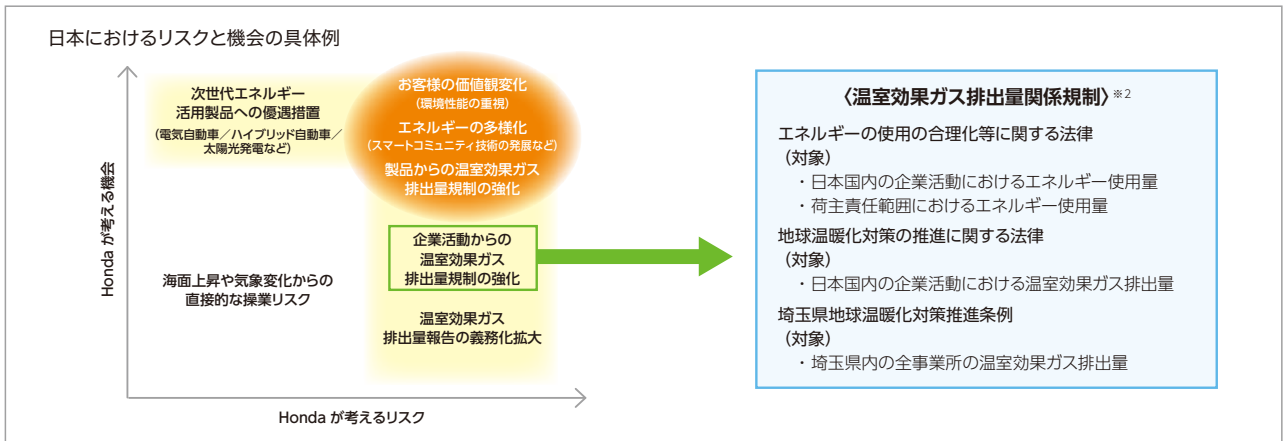 日本におけるリスクと機会の具体例
Honda が考える機会
次世代エネルギー
活用製品への優遇措置
(電気自動車／ハイブリッド自動車／
太陽光発電など)
お客様の価値観変化
(環境性能の重視)
エネルギーの多様化
(スマートコミュニティ技術の発展など)
製品からの温室効果ガス
排出量規制の強化
企業活動からの
温室効果ガス
排出量規制の強化
海面上昇や気象変化からの
直接的な操業リスク
温室効果ガス
排出量報告の義務化拡大
Honda が考えるリスク
〈温室効果ガス排出量関係規制〉※2
エネルギーの使用の合理化等に関する法律
(対象)
・日本国内の企業活動におけるエネルギー使用量
・荷主責任範囲におけるエネルギー使用量
地球温暖化対策の推進に関する法律
(対象)
・日本国内の企業活動における温室効果ガス排出量
埼玉県地球温暖化対策推進条例
(対象)
・埼玉県内の全事業所の温室効果ガス排出量